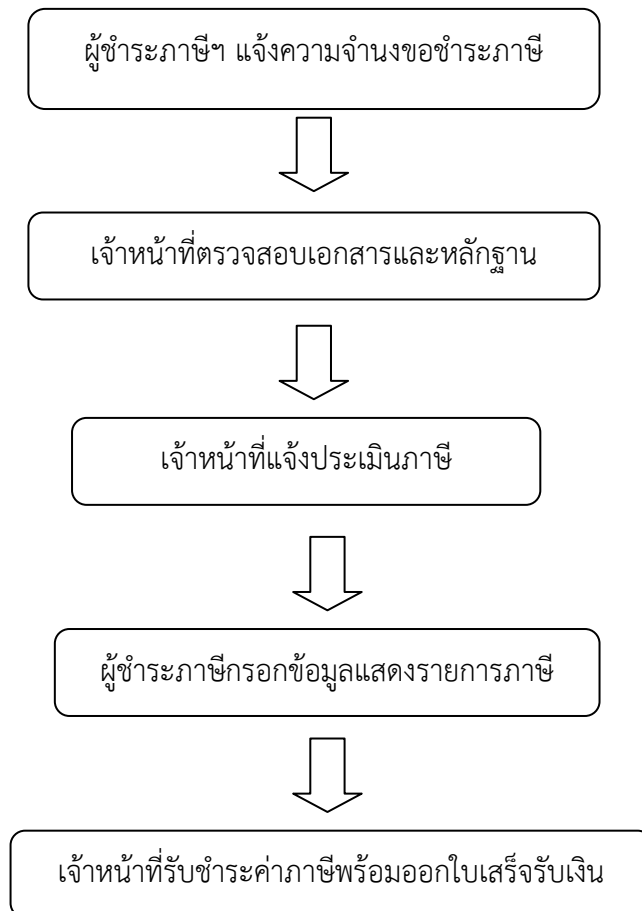 ผู้ชำระภาษีฯ แจ้งความจำนงขอชำระภาษี
เจ้าหน้าที่ตรวจสอบเอกสารและหลักฐาน
เจ้าหน้าที่แจ้งประเมินภาษี
ผู้ชำระภาษีกรอกข้อมูลแสดงรายการภาษี
เจ้าหน้าที่รับชำระค่าภาษีพร้อมออกใบเสร็จรับเงิน